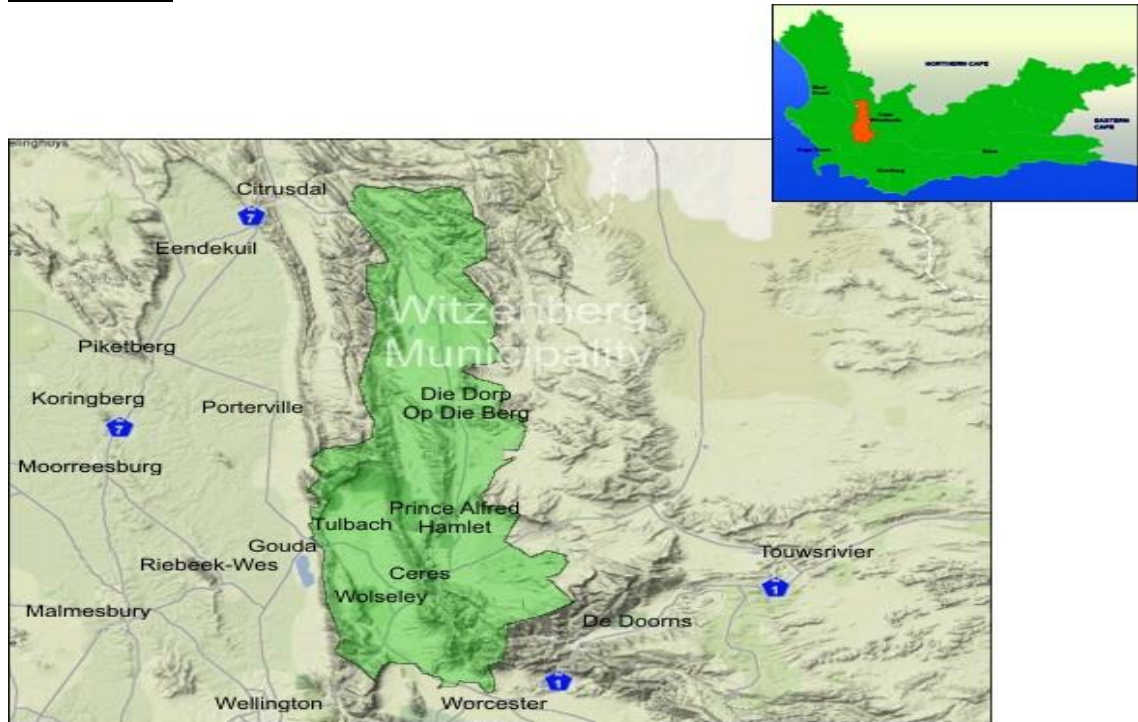 NORTHERN CAPE
EASTERN
CAPE
Citrusdal
7
Eendekuil
Witzenberg
Municipality
Piketberg
Die Dorp
Op Die Berg
Koringberg
Porterville
7
Moorreesburg
Prince Alfred
Hamlet
Tulbach
Gouda
Touwsrivier
Riebeek-Wes
Ceres
1
Wolseley
Malmesbury
De Doorns
1
Wellington
Worcester